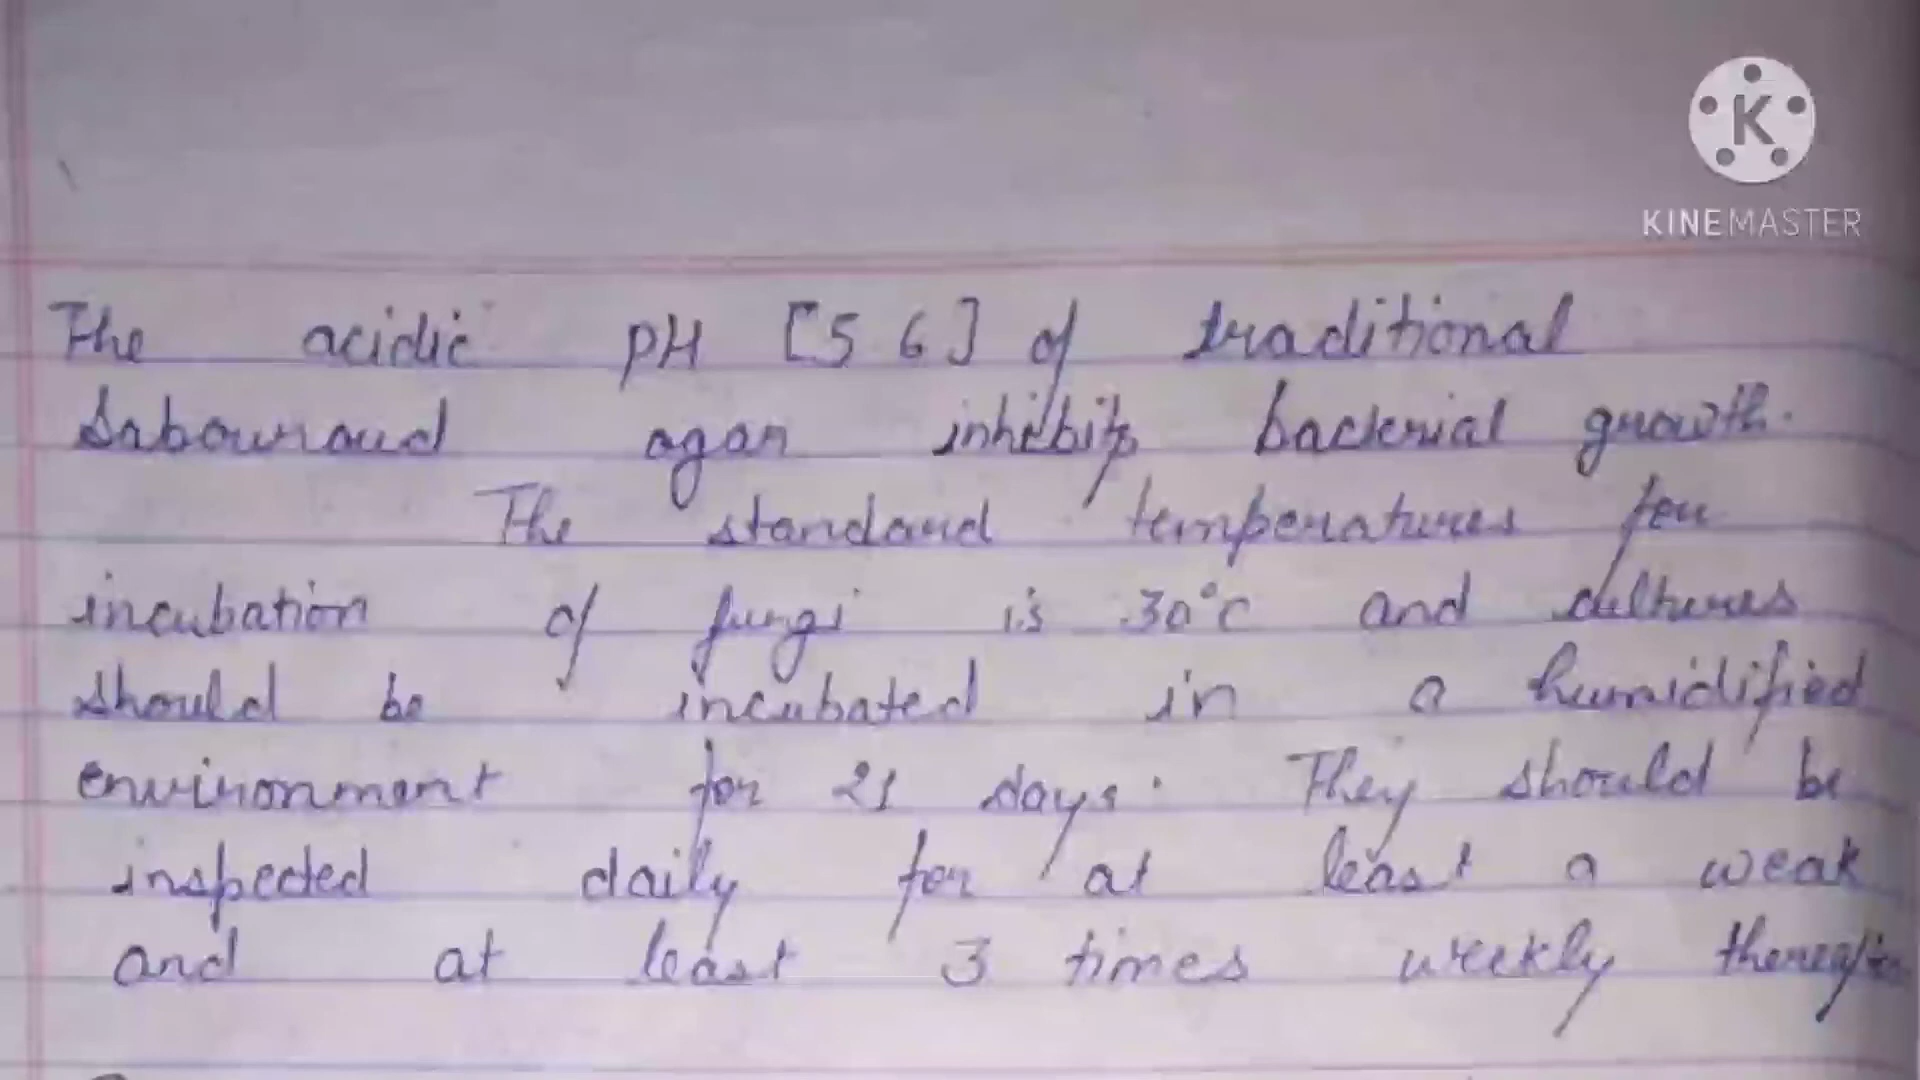 K
KINEMASTER
The acidic pH [5 6] of traditional
Sabouraud agar inhibits bacterial growth.
The standard temperatures for
incubation of fungi is 30°C and cultures
should be incubated in a humidified
environment for 21 days. They should be
inspected daily for at least a weak
and at least 3 times weekly thereafter